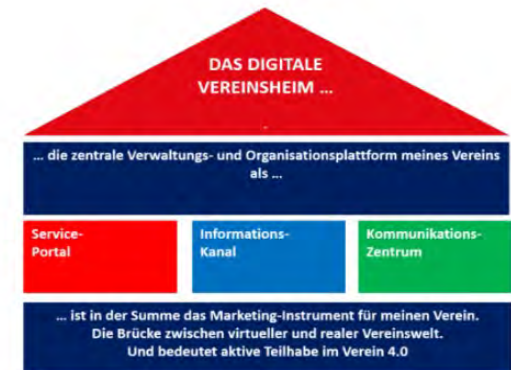 DAS DIGITALE
VEREINSHEIM ...
... die zentrale Verwaltungs- und Organisationsplattform meines Vereins
als ...
Service-
Portal
Informations-
Kanal
Kommunikations-
Zentrum
... ist in der Summe das Marketing-Instrument für meinen Verein.
Die Brücke zwischen virtueller und realer Vereinswelt.
Und bedeutet aktive Teilhabe im Verein 4.0